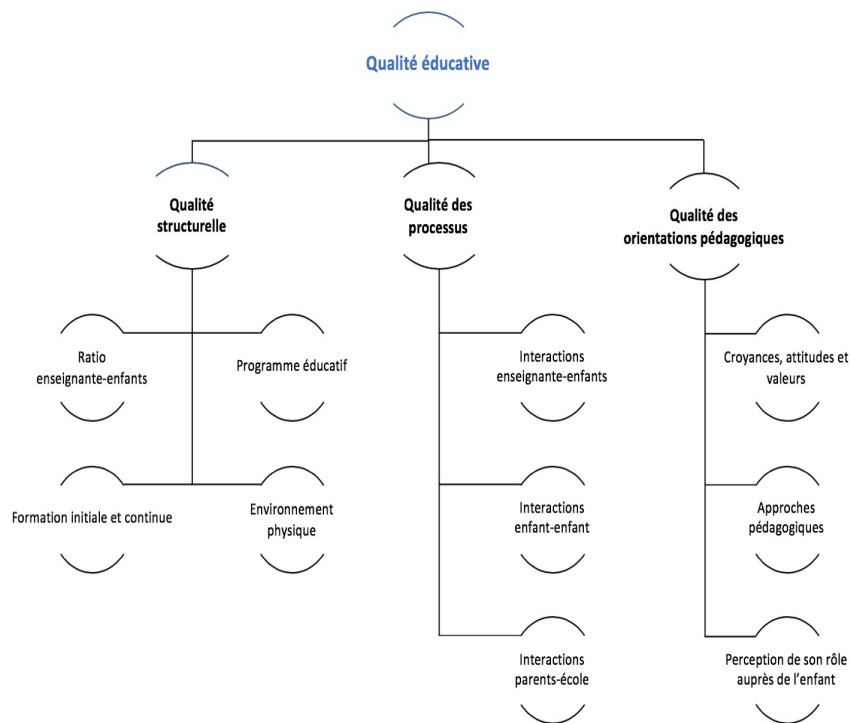 Qualité éducative
Qualité
structurelle
Qualité des
processus
Qualité des
orientations pédagogiques
Ratio
enseignante-enfants
Programme éducatif
Interactions
enseignante-enfants
Croyances, attitudes et
valeurs
Formation initiale et continue
Environnement
physique
Interactions
enfant-enfant
Approches
pédagogiques
Interactions
parents-école
Perception de son rôle
auprès de l'enfant